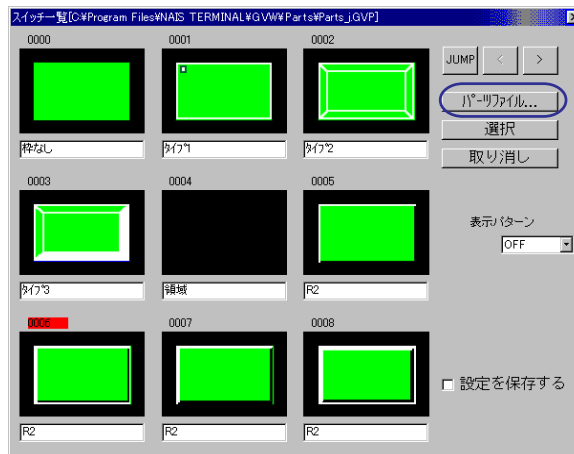 スイッチ一覧[C:¥Program Files¥NAIS TERMINAL¥GVW¥Parts¥Parts_j.GVP]
0000 0001 0002
JUMP < >
ﾊﾟｰﾂﾌｧｲﾙ...
選択
枠なし ﾀｲﾌﾟ1 ﾀｲﾌﾟ2
取り消し
0003 0004 0005
表示パターン
OFF
ﾀｲﾌﾟ3 領域 R2
0006 0007 0008
設定を保存する
R2 R2 R2